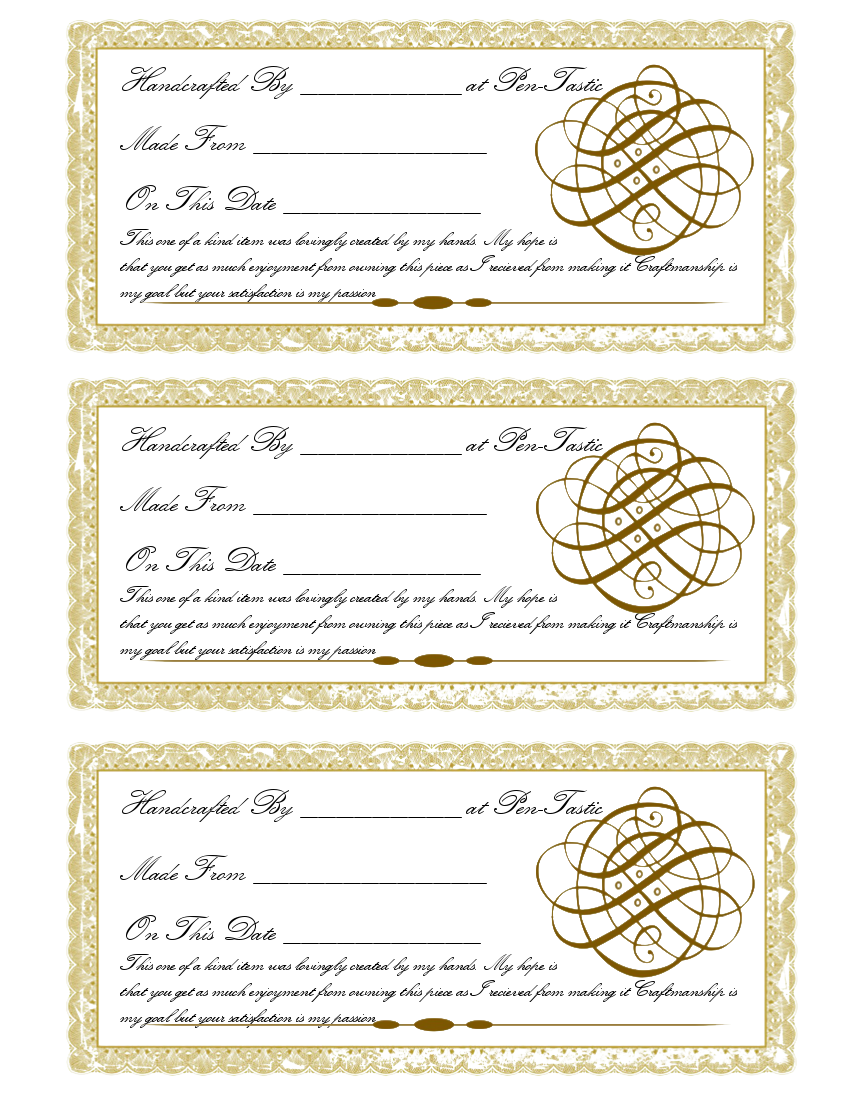 Handcrafted By _______________ at Pen-Tastic
Made From ______________________
On This Date ___________________
This one of a kind item was lovingly created by my hands. My hope is
that you get as much enjoyment from owning this piece as I recieved from making it Craftmanship is
my goal but your satisfaction is my passion
Handcrafted By _______________ at Pen-Tastic
Made From ______________________
On This Date ___________________
This one of a kind item was lovingly created by my hands. My hope is
that you get as much enjoyment from owning this piece as I recieved from making it Craftmanship is
my goal but your satisfaction is my passion
Handcrafted By _______________ at Pen-Tastic
Made From ______________________
On This Date ___________________
This one of a kind item was lovingly created by my hands. My hope is
that you get as much enjoyment from owning this piece as I recieved from making it Craftmanship is
my goal but your satisfaction is my passion